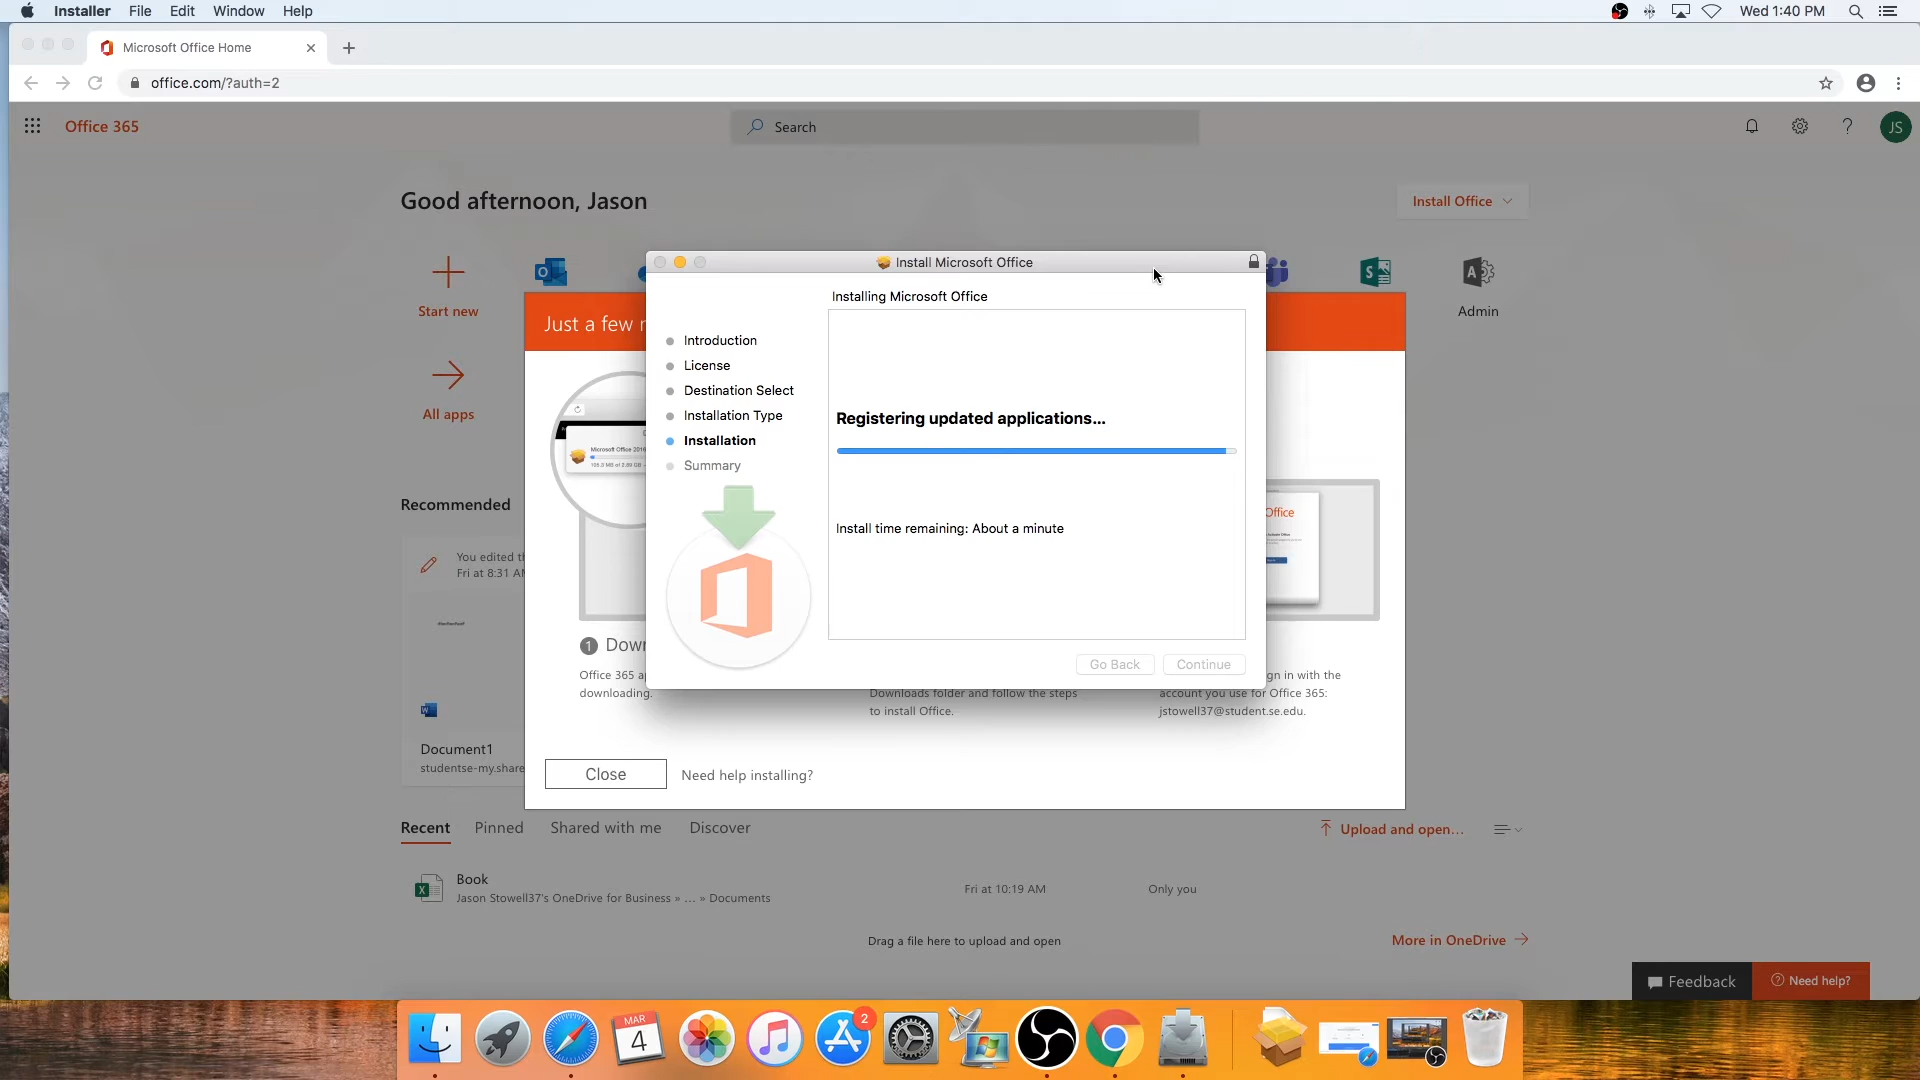 Installer File Edit Window Help
Wed 1:40 PM
Microsoft Office Home
office.com/?auth=2
Office 365
Search
?
JS
Good afternoon, Jason
Install Office
Start new
Admin
All apps
Just a few
Install Microsoft Office
Installing Microsoft Office
Introduction
License
Destination Select
Installation Type
Installation
Summary
Registering updated applications...
Install time remaining: About a minute
Go Back
Continue
Microsoft Office 2016
Office
Recommended
You edited
Fri at 8:31
1
Office 365
downloading.
Downloads folder and follow the steps
to install Office.
in with the
account you use for Office 365:
jstowell37@student.se.edu.
Document1
studentse-my.share
Close
Need help installing?
Recent
Pinned
Shared with me
Discover
Upload and open...
Book
Jason Stowell37's OneDrive for Business » ... » Documents
Fri at 10:19 AM
Only you
Drag a file here to upload and open
More in OneDrive
Feedback
Need help?
MAR
4
2